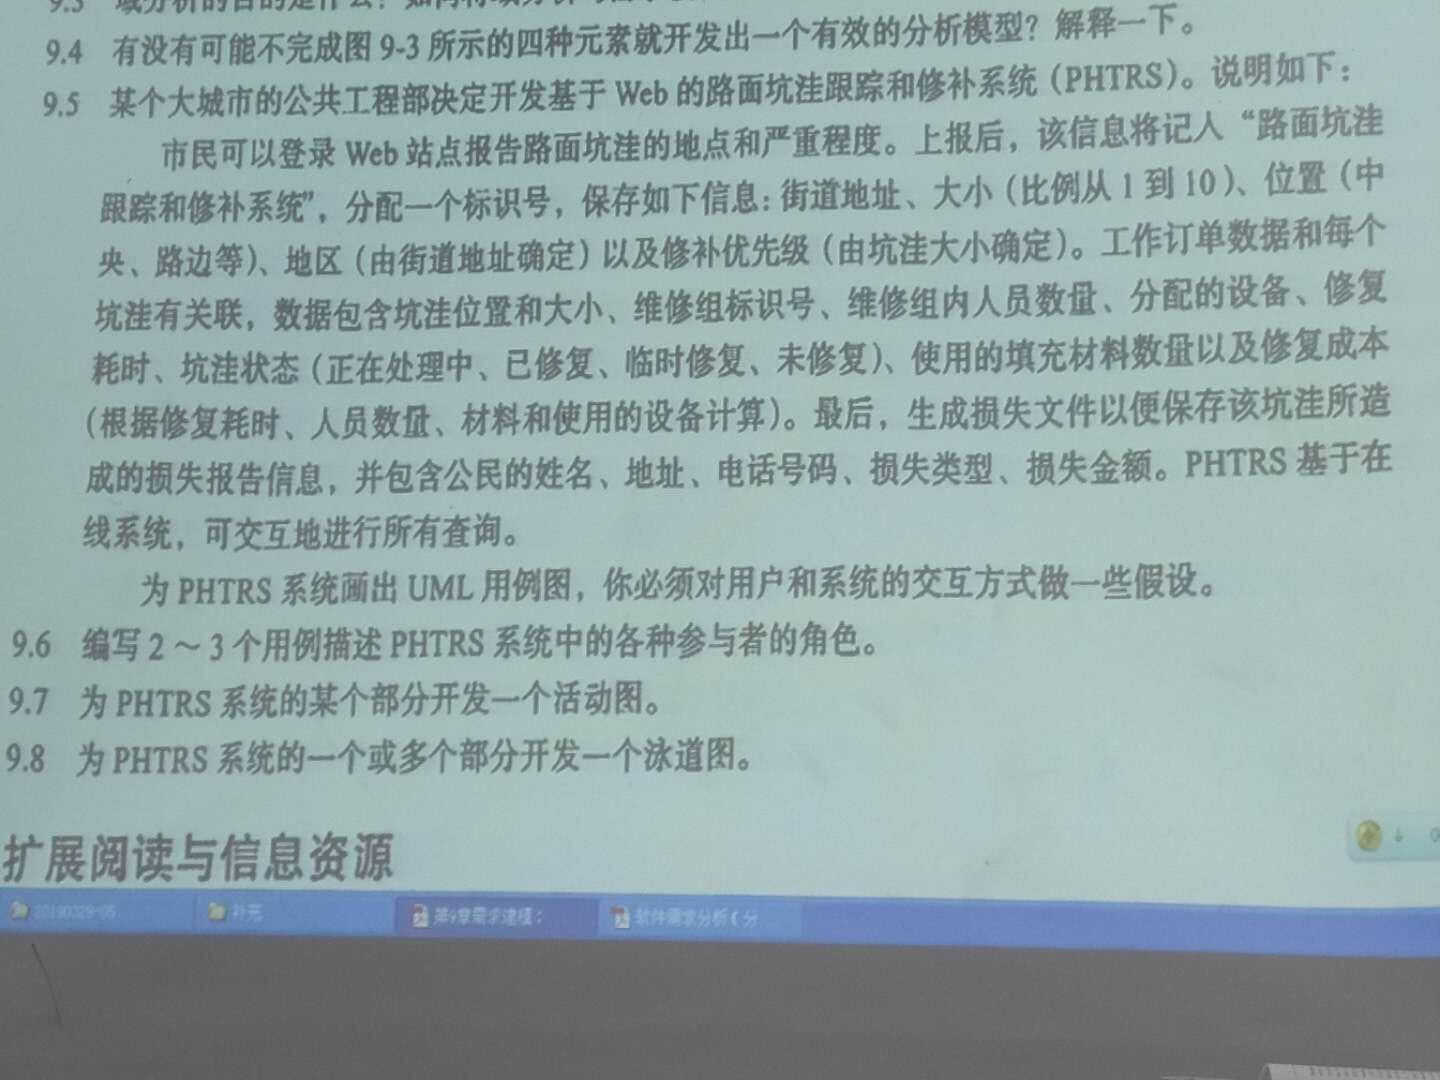 9.3 域分析的目的是什么？如何将域分析与
9.4 有没有可能不完成图 9-3 所示的四种元素就开发出一个有效的分析模型？解释一下。
9.5 某个大城市的公共工程部决定开发基于 Web 的路面坑洼跟踪和修补系统（PHTRS）。说明如下：
市民可以登录 Web 站点报告路面坑洼的地点和严重程度。上报后，该信息将记人“路面坑洼
跟踪和修补系统”，分配一个标识号，保存如下信息：街道地址、大小（比例从 1 到 10）、位置（中
央、路边等）、地区（由街道地址确定）以及修补优先级（由坑洼大小确定）。工作订单数据和每个
坑洼有关联，数据包含坑洼位置和大小、维修组标识号、维修组内人员数量、分配的设备、修复
耗时、坑洼状态（正在处理中、已修复、临时修复、未修复）、使用的填充材料数量以及修复成本
（根据修复耗时、人员数量、材料和使用的设备计算）。最后，生成损失文件以便保存该坑洼所造
成的损失报告信息，并包含公民的姓名、地址、电话号码、损失类型、损失金额。PHTRS 基于在
线系统，可交互地进行所有查询。
为 PHTRS 系统画出 UML 用例图，你必须对用户和系统的交互方式做一些假设。
9.6 编写 2 ～ 3 个用例描述 PHTRS 系统中的各种参与者的角色。
9.7 为 PHTRS 系统的某个部分开发一个活动图。
9.8 为 PHTRS 系统的一个或多个部分开发一个泳道图。
扩展阅读与信息资源
20190329-05 补充 第9章需求建模： 软件需求分析（分